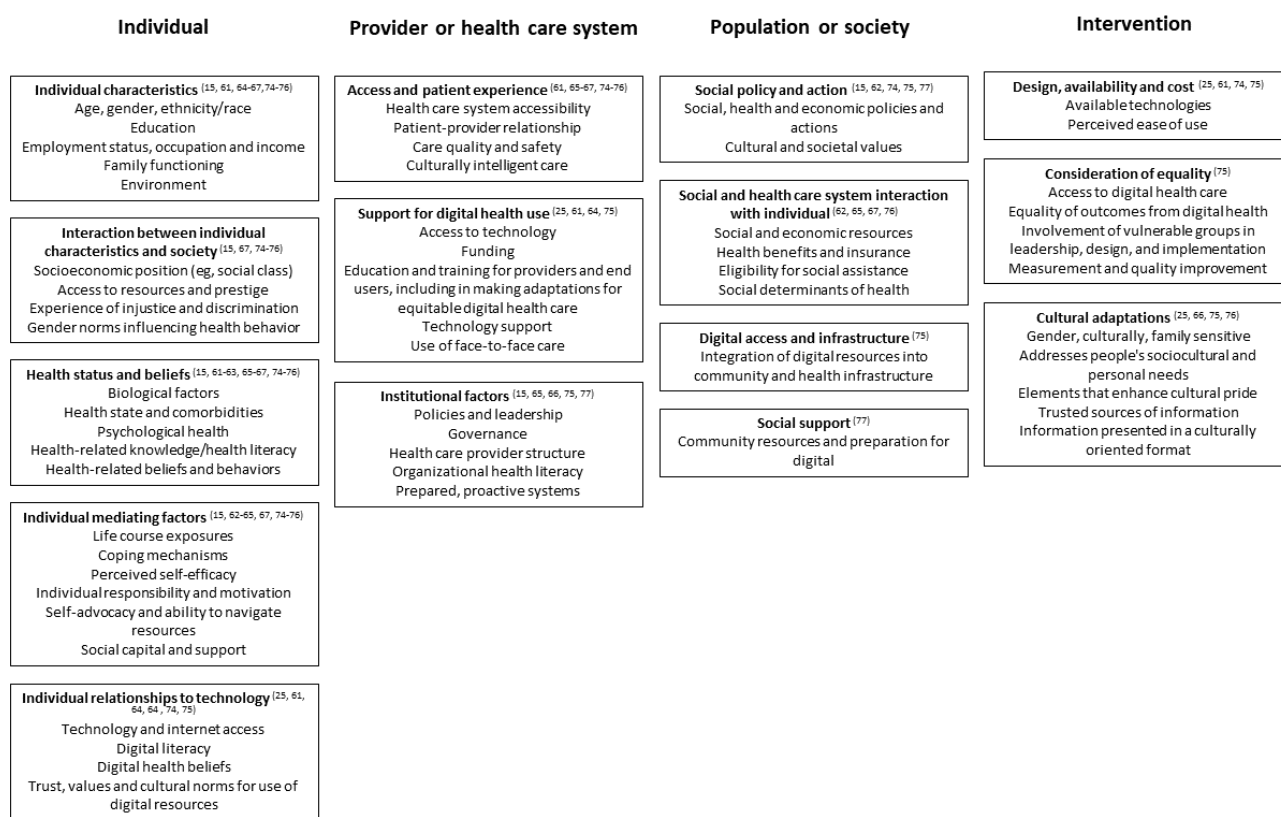 Individual
Individual characteristics (15, 61, 64-67,74-76)
Age, gender, ethnicity/race
Education
Employment status, occupation and income
Family functioning
Environment
Interaction between individual
characteristics and society (15, 67, 74-76)
Socioeconomic position (eg, social class)
Access to resources and prestige
Experience of injustice and discrimination
Gender norms influencing health behavior
Health status and beliefs (15, 61-63, 65-67, 74-76)
Biological factors
Health state and comorbidities
Psychological health
Health-related knowledge/health literacy
Health-related beliefs and behaviors
Individual mediating factors (15, 62-65, 67, 74-76)
Life course exposures
Coping mechanisms
Perceived self-efficacy
Individual responsibility and motivation
Self-advocacy and ability to navigate
resources
Social capital and support
Individual relationships to technology (25, 61,
64, 64 , 74, 75)
Technology and internet access
Digital literacy
Digital health beliefs
Trust, values and cultural norms for use of
digital resources
Provider or health care system
Access and patient experience (61, 65-67, 74-76)
Health care system accessibility
Patient-provider relationship
Care quality and safety
Culturally intelligent care
Support for digital health use (25, 61, 64, 75)
Access to technology
Funding
Education and training for providers and end
users, including in making adaptations for
equitable digital health care
Technology support
Use of face-to-face care
Institutional factors (15, 65, 66, 75, 77)
Policies and leadership
Governance
Health care provider structure
Organizational health literacy
Prepared, proactive systems
Population or society
Social policy and action (15, 62, 74, 75, 77)
Social, health and economic policies and
actions
Cultural and societal values
Social and health care system interaction
with individual (62, 65, 67, 76)
Social and economic resources
Health benefits and insurance
Eligibility for social assistance
Social determinants of health
Digital access and infrastructure (75)
Integration of digital resources into
community and health infrastructure
Social support (77)
Community resources and preparation for
digital
Intervention
Design, availability and cost (25, 61, 74, 75)
Available technologies
Perceived ease of use
Consideration of equality (75)
Access to digital health care
Equality of outcomes from digital health
Involvement of vulnerable groups in
leadership, design, and implementation
Measurement and quality improvement
Cultural adaptations (25, 66, 75, 76)
Gender, culturally, family sensitive
Addresses people's sociocultural and
personal needs
Elements that enhance cultural pride
Trusted sources of information
Information presented in a culturally
oriented format